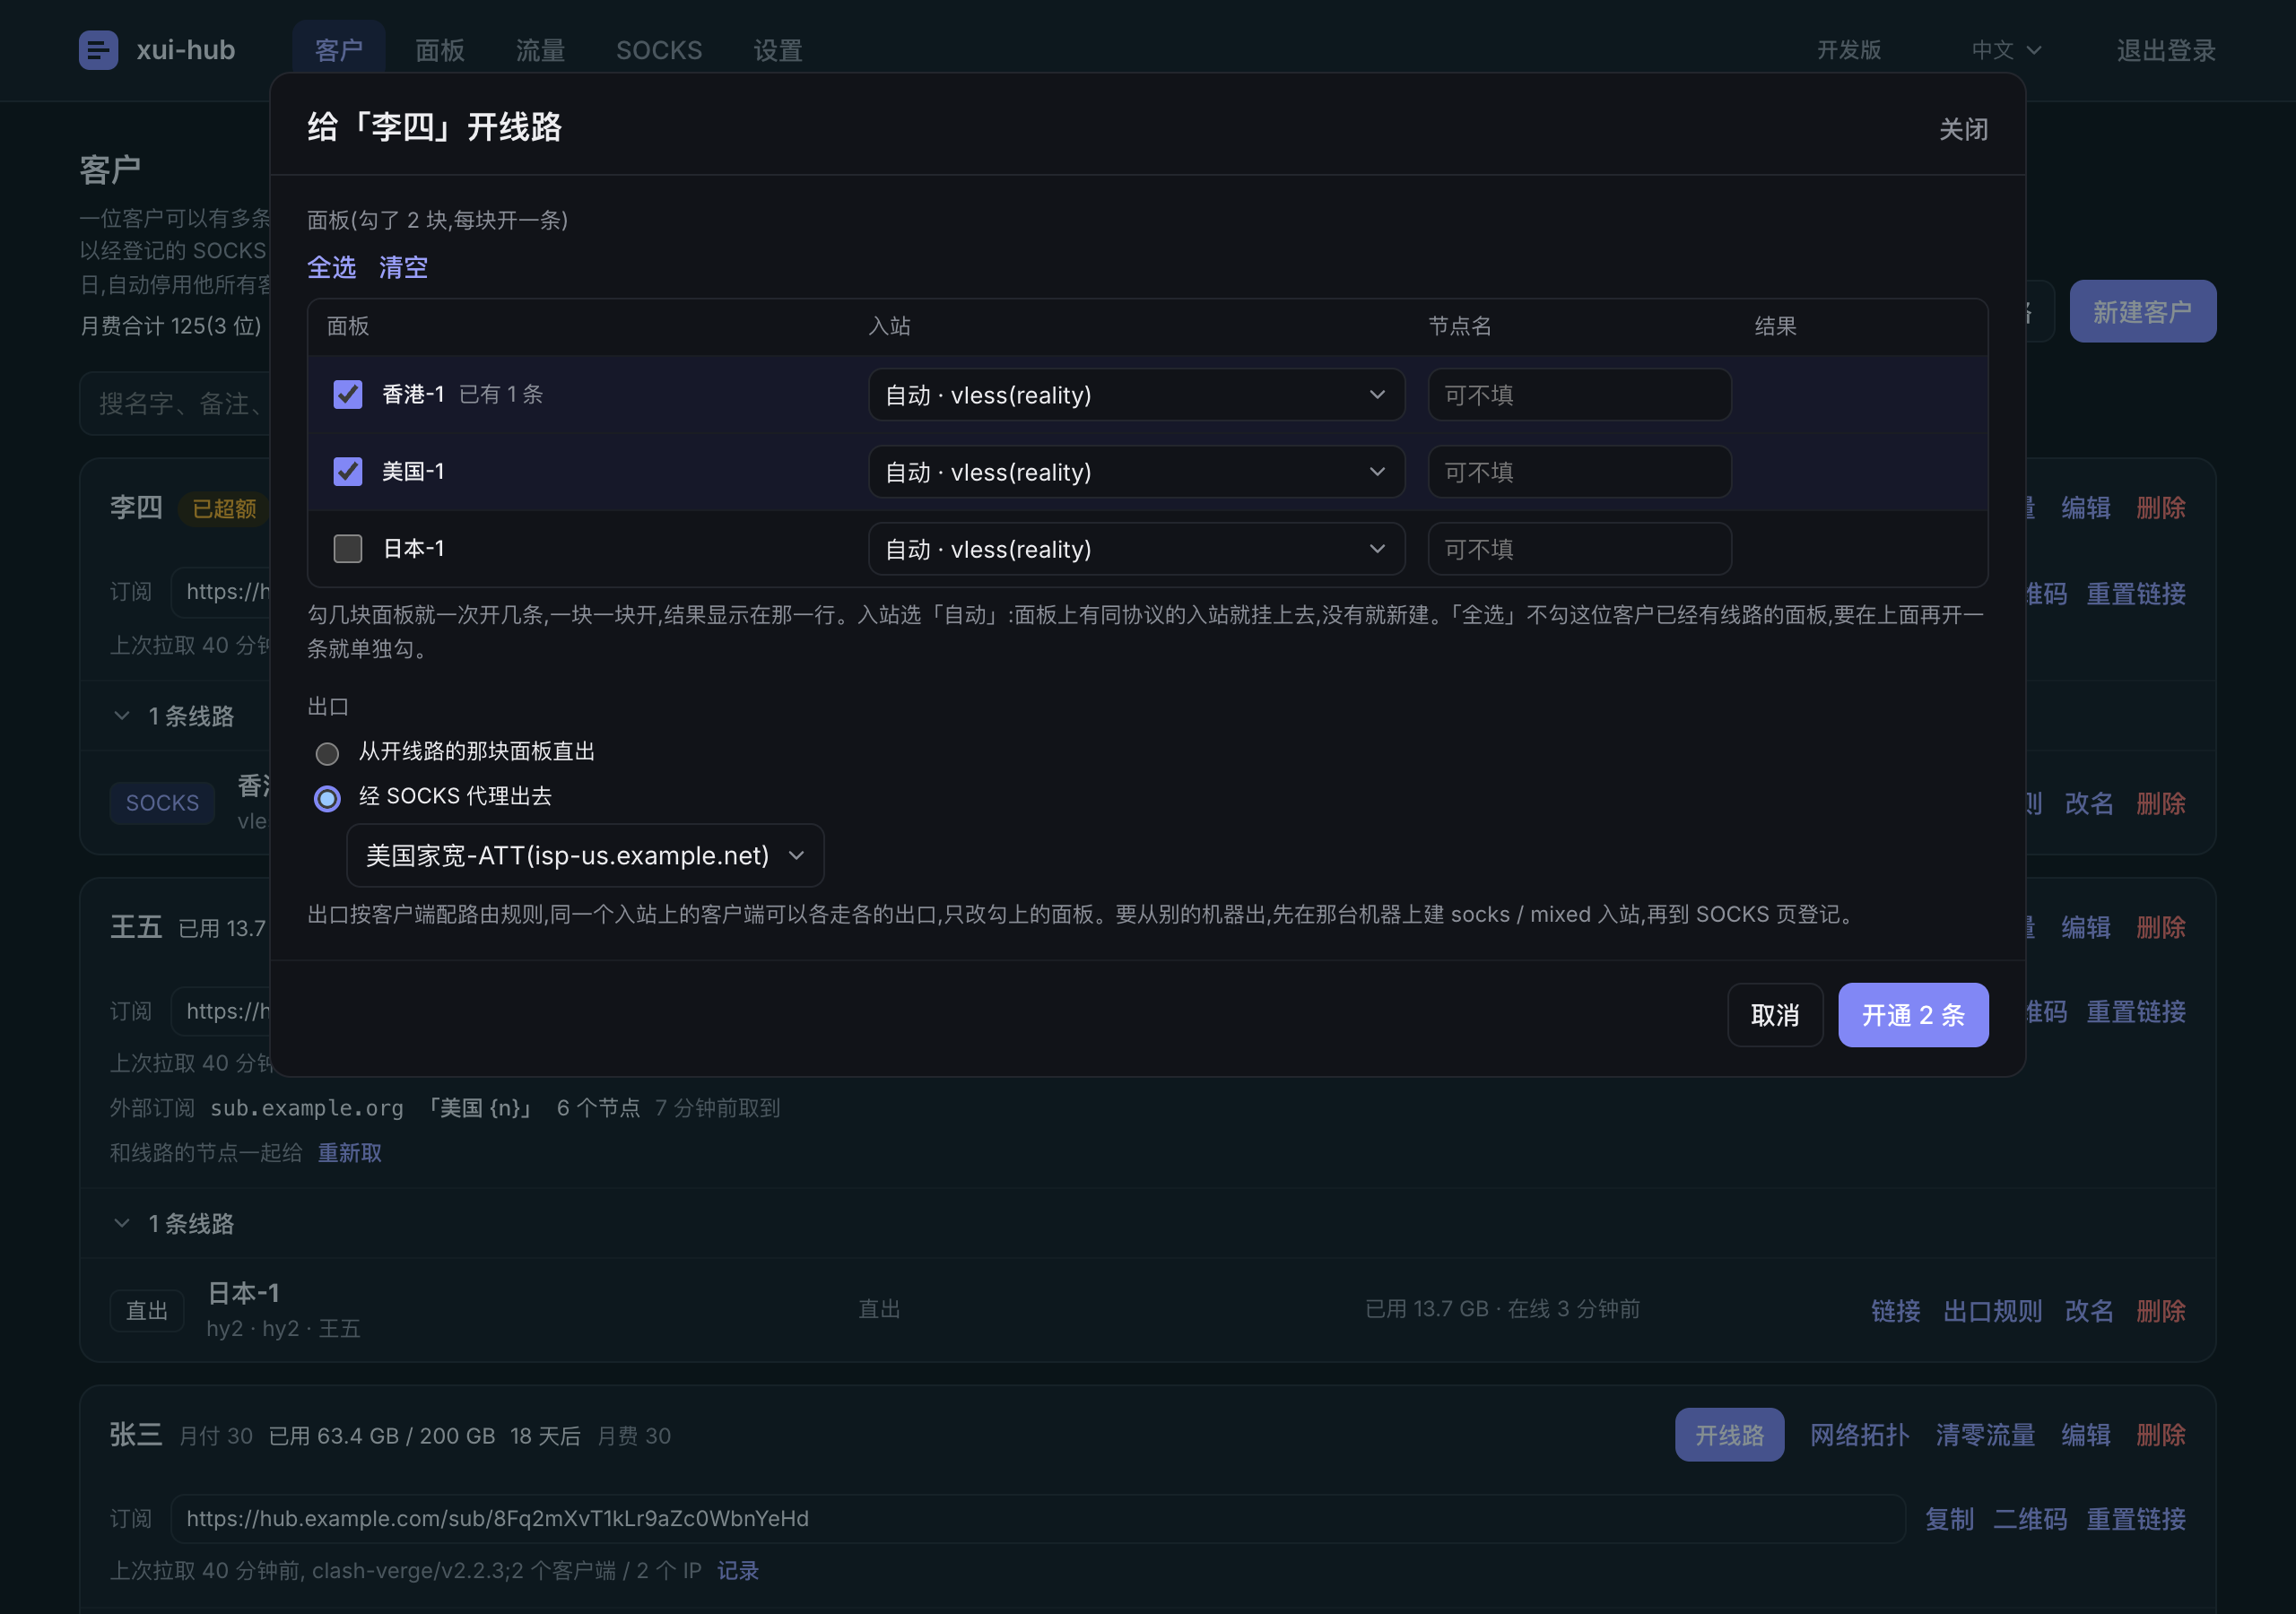 xui-hub 客户 面板 流量 SOCKS 设置 开发版 中文 退出登录
给「李四」开线路 关闭
客户
一位客户可以有多条
以经登记的 SOCKS
日,自动停用他所有客
月费合计 125(3 位)
新建客户
搜名字、备注、
面板(勾了 2 块,每块开一条)
全选 清空
面板 入站 节点名 结果
香港-1 已有 1 条 自动 · vless(reality) 可不填
美国-1 自动 · vless(reality) 可不填
日本-1 自动 · vless(reality) 可不填
勾几块面板就一次开几条,一块一块开,结果显示在那一行。入站选「自动」:面板上有同协议的入站就挂上去,没有就新建。「全选」不勾这位客户已经有线路的面板,要在上面再开一
条就单独勾。
出口
从开线路的那块面板直出
经 SOCKS 代理出去
美国家宽-ATT(isp-us.example.net)
出口按客户端配路由规则,同一个入站上的客户端可以各走各的出口,只改勾上的面板。要从别的机器出,先在那台机器上建 socks / mixed 入站,再到 SOCKS 页登记。
取消 开通 2 条
李四 已超额 编辑 删除
订阅 https://h 维码 重置链接
上次拉取 40 分钟
1 条线路
SOCKS 香港 改名 删除
vle
王五 已用 13.7 编辑 删除
订阅 https://h 维码 重置链接
上次拉取 40 分钟
外部订阅 sub.example.org 「美国 {n}」 6 个节点 7 分钟前取到
和线路的节点一起给 重新取
1 条线路
直出 日本-1 直出 已用 13.7 GB · 在线 3 分钟前 链接 出口规则 改名 删除
hy2 · hy2 · 王五
张三 月付 30 已用 63.4 GB / 200 GB 18 天后 月费 30 开线路 网络拓扑 清零流量 编辑 删除
订阅 https://hub.example.com/sub/8Fq2mXvT1kLr9aZc0WbnYeHd 复制 二维码 重置链接
上次拉取 40 分钟前, clash-verge/v2.2.3;2 个客户端 / 2 个 IP 记录